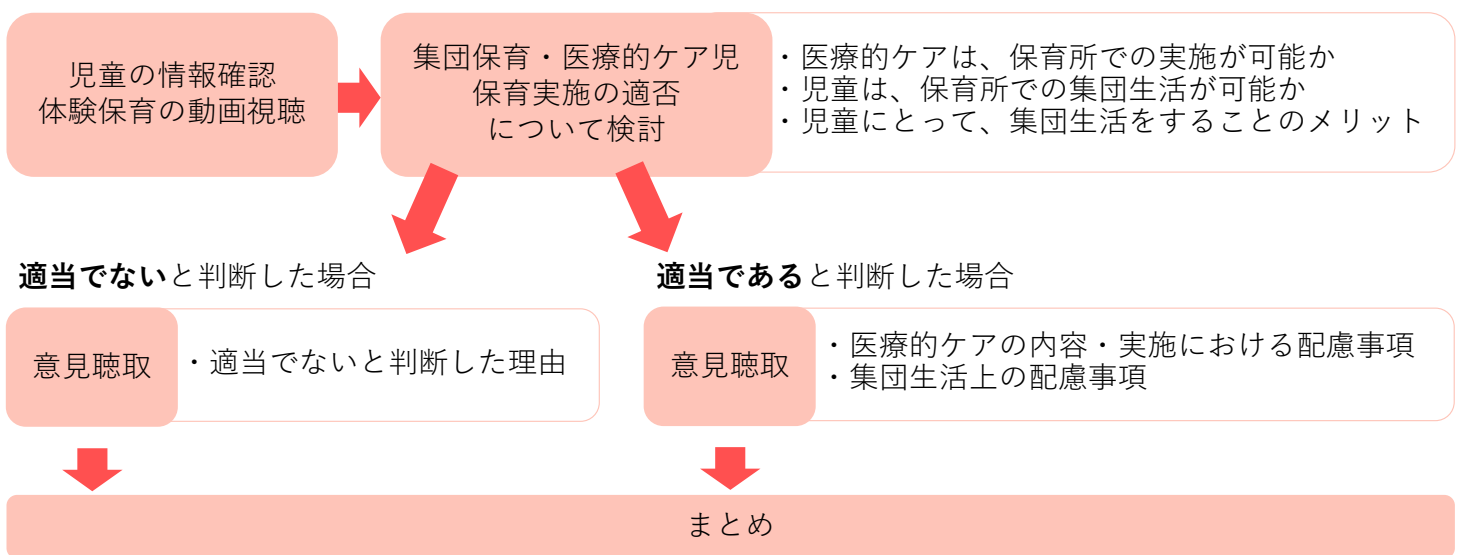 児童の情報確認
体験保育の動画視聴
集団保育・医療的ケア児
保育実施の適否
について検討
・医療的ケアは、保育所での実施が可能か
・児童は、保育所での集団生活が可能か
・児童にとって、集団生活をすることのメリット
適当でないと判断した場合
意見聴取
・適当でないと判断した理由
適当であると判断した場合
意見聴取
・医療的ケアの内容・実施における配慮事項
・集団生活上の配慮事項
まとめ